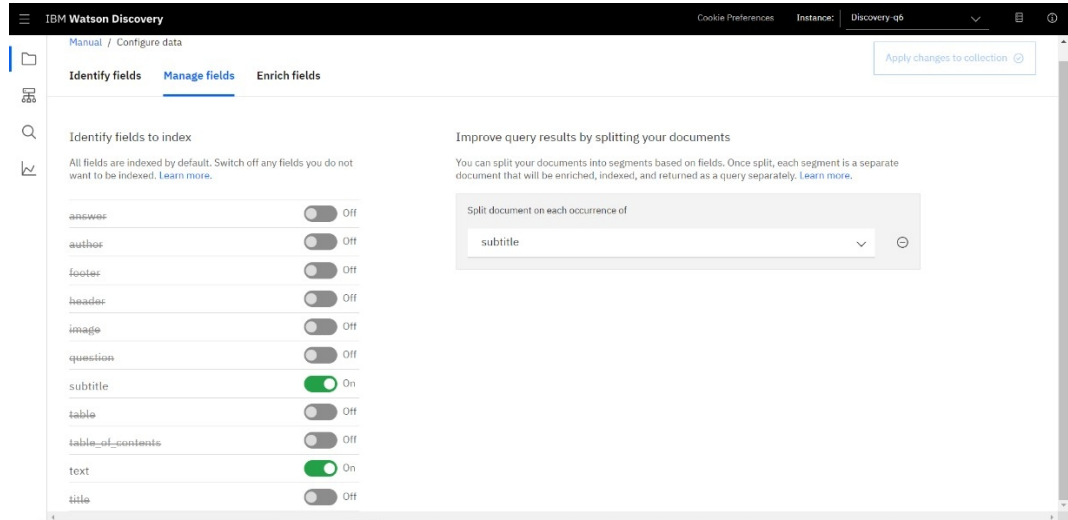 IBM Watson Discovery
Cookie Preferences
Instance:
Discovery-q6
Manual / Configure data
Apply changes to collection
Identify fields
Manage fields
Enrich fields
Identify fields to index
All fields are indexed by default. Switch off any fields you do not
want to be indexed. Learn more.
answer Off
author Off
footer Off
header Off
image Off
question Off
subtitle On
table Off
table_of_contents Off
text On
title Off
Improve query results by splitting your documents
You can split your documents into segments based on fields. Once split, each segment is a separate
document that will be enriched, indexed, and returned as a query separately. Learn more.
Split document on each occurrence of
subtitle